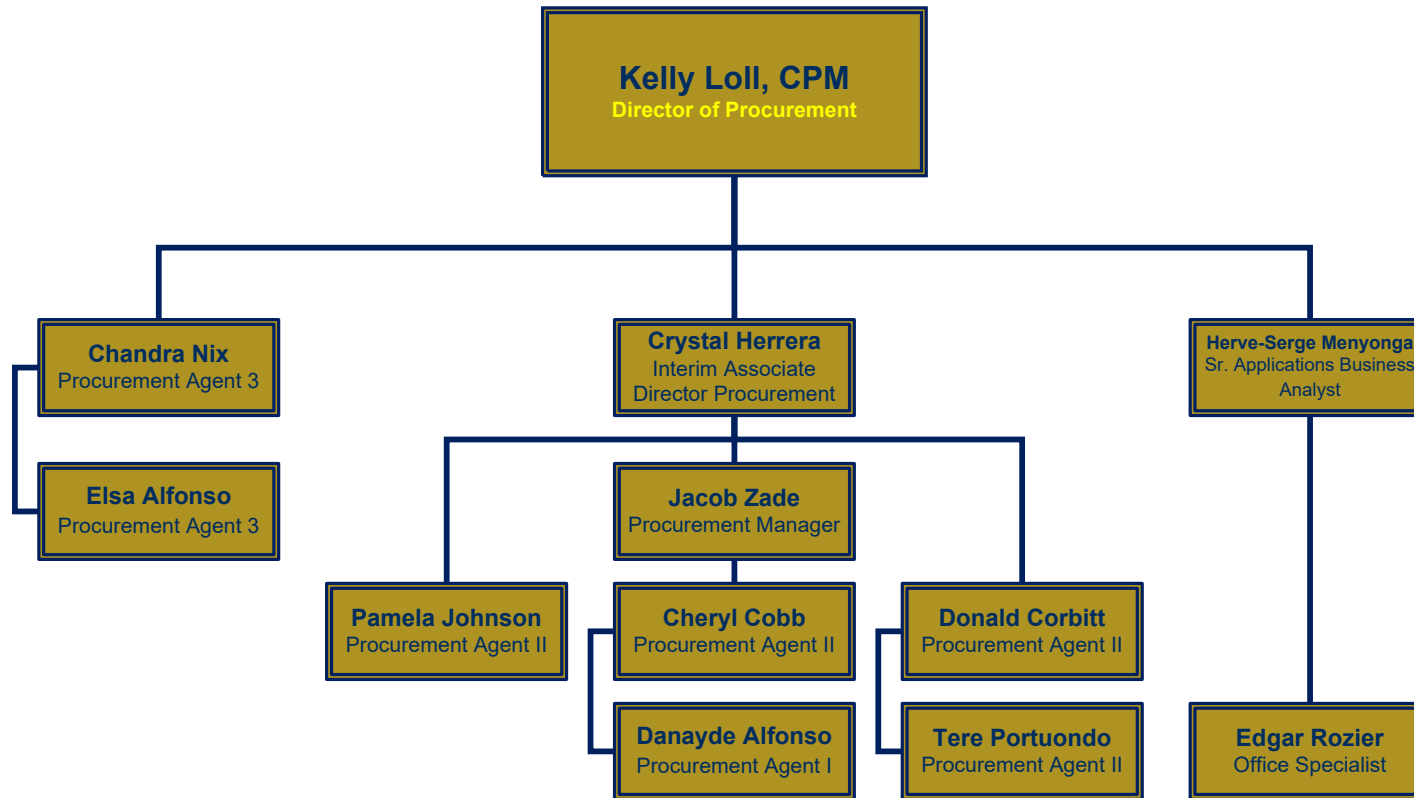 Kelly Loll, CPM
Director of Procurement
Chandra Nix
Procurement Agent 3
Crystal Herrera
Interim Associate
Director Procurement
Herve-Serge Menyonga
Sr. Applications Business
Analyst
Elsa Alfonso
Procurement Agent 3
Jacob Zade
Procurement Manager
Pamela Johnson
Procurement Agent II
Cheryl Cobb
Procurement Agent II
Donald Corbitt
Procurement Agent II
Danayde Alfonso
Procurement Agent I
Tere Portuondo
Procurement Agent II
Edgar Rozier
Office Specialist